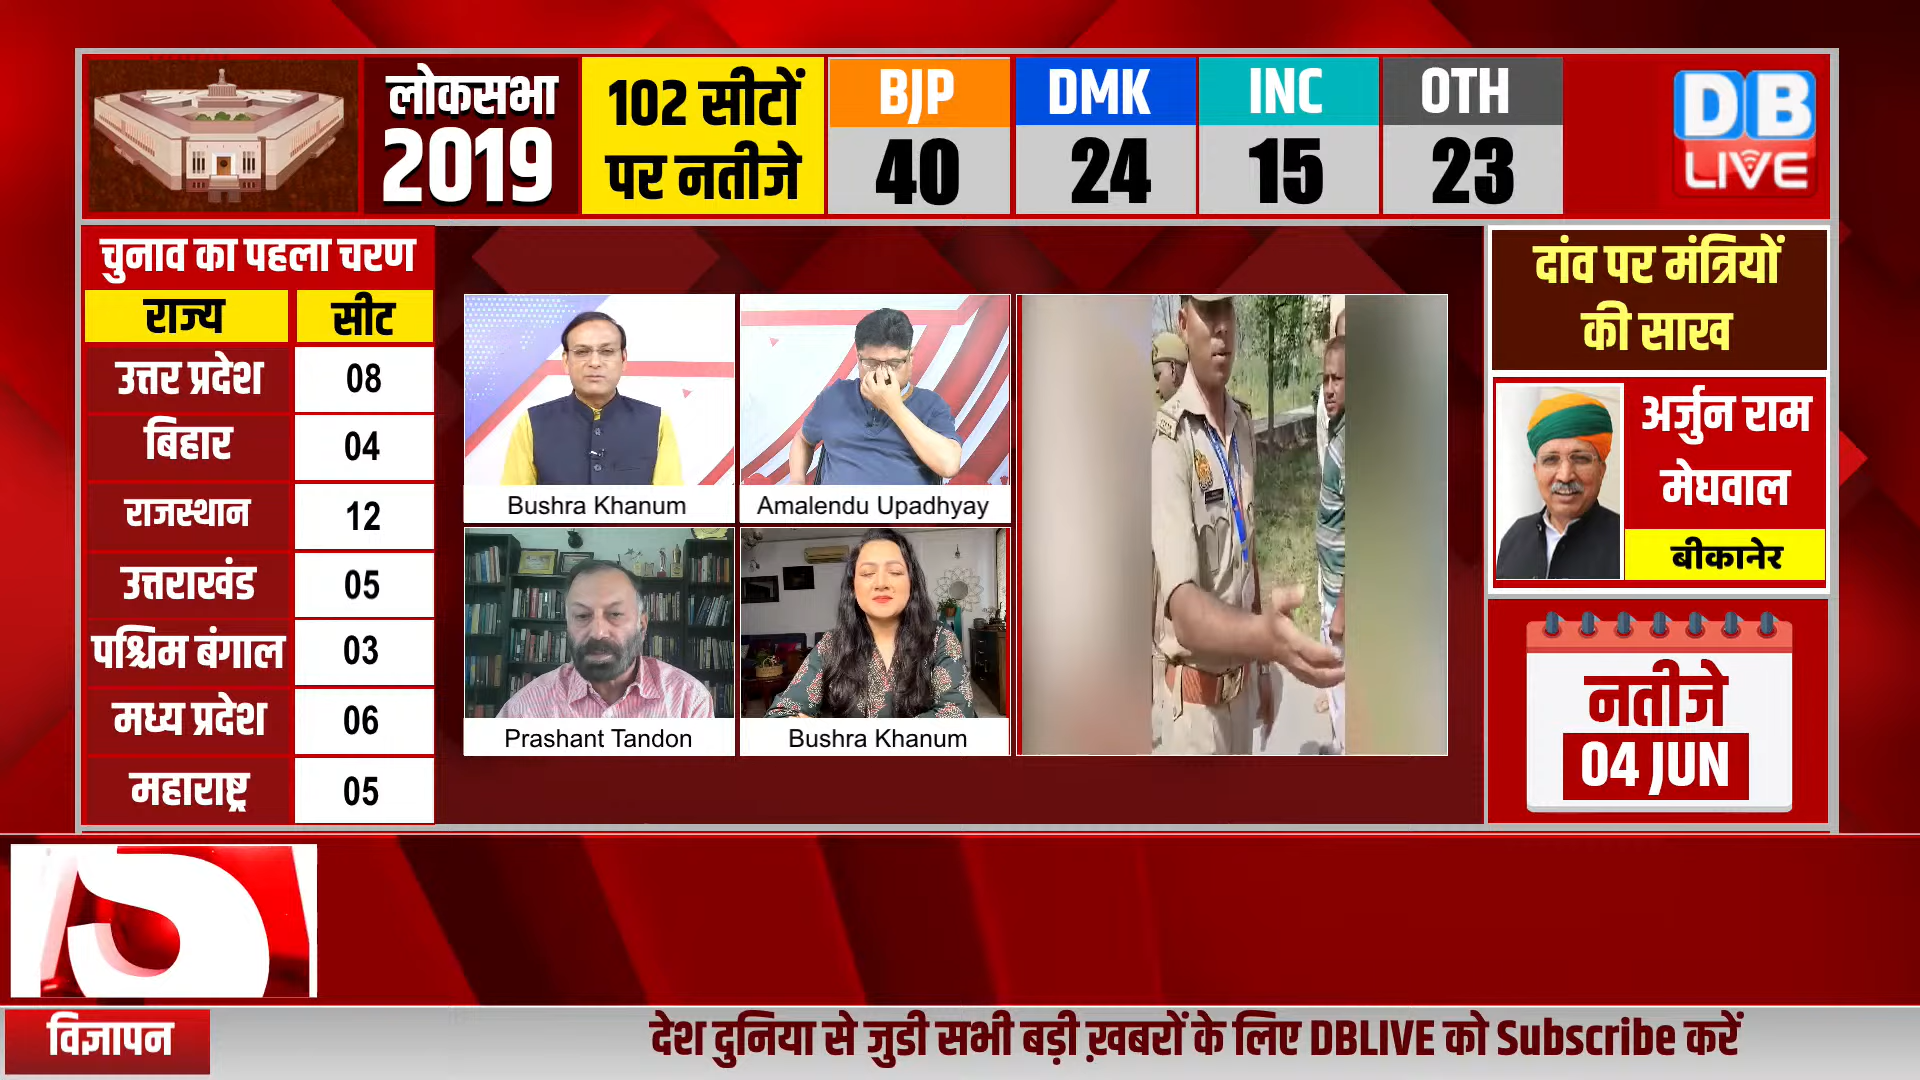 लोकसभा
2019
102 सीटों
पर नतीजे
BJP
40
DMK
24
INC
15
OTH
23
DB
LIVE
चुनाव का पहला चरण
राज्य सीट
उत्तर प्रदेश 08
बिहार 04
राजस्थान 12
उत्तराखंड 05
पश्चिम बंगाल 03
मध्य प्रदेश 06
महाराष्ट्र 05
Bushra Khanum
Amalendu Upadhyay
Prashant Tandon
Bushra Khanum
दांव पर मंत्रियों
की साख
अर्जुन राम
मेघवाल
बीकानेर
नतीजे
04 JUN
विज्ञापन
देश दुनिया से जुडी सभी बड़ी ख़बरों के लिए DBLIVE को Subscribe करें